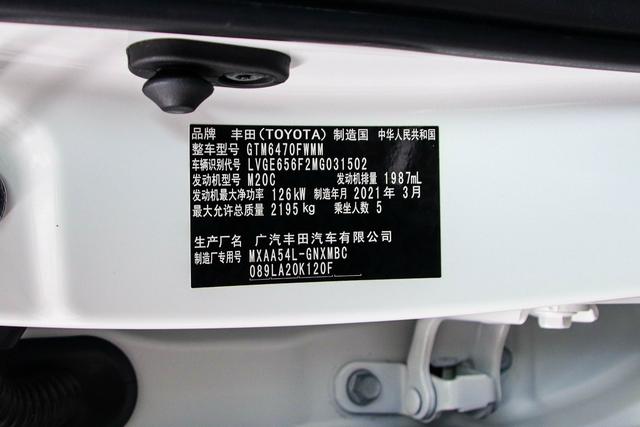 品牌 丰田(TOYOTA) 制造国 中华人民共和国
整车型号 GTM6470FWMM
车辆识别代号 LVGE656F2MG031502
发动机型号 M20C 发动机排量 1987mL
发动机最大净功率 126kW 制造年月 2021年 3月
最大允许总质量 2195kg 乘坐人数 5
生产厂名 广汽丰田汽车有限公司
制造厂专用号 MXAA54L-GNXMBC
089LA20K120F